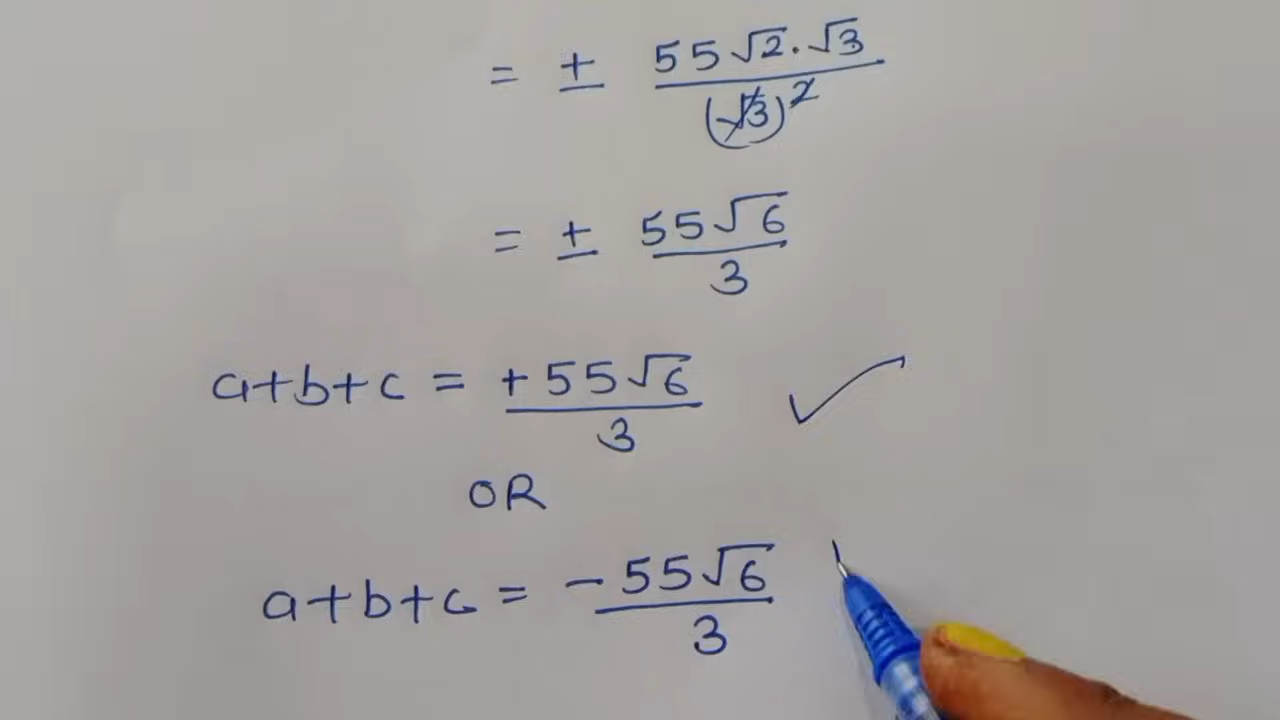 = ± 55√2·√3 / (√3)²
= ± 55√6 / 3
a+b+c = +55√6 / 3 ✓
OR
a+b+c = -55√6 / 3